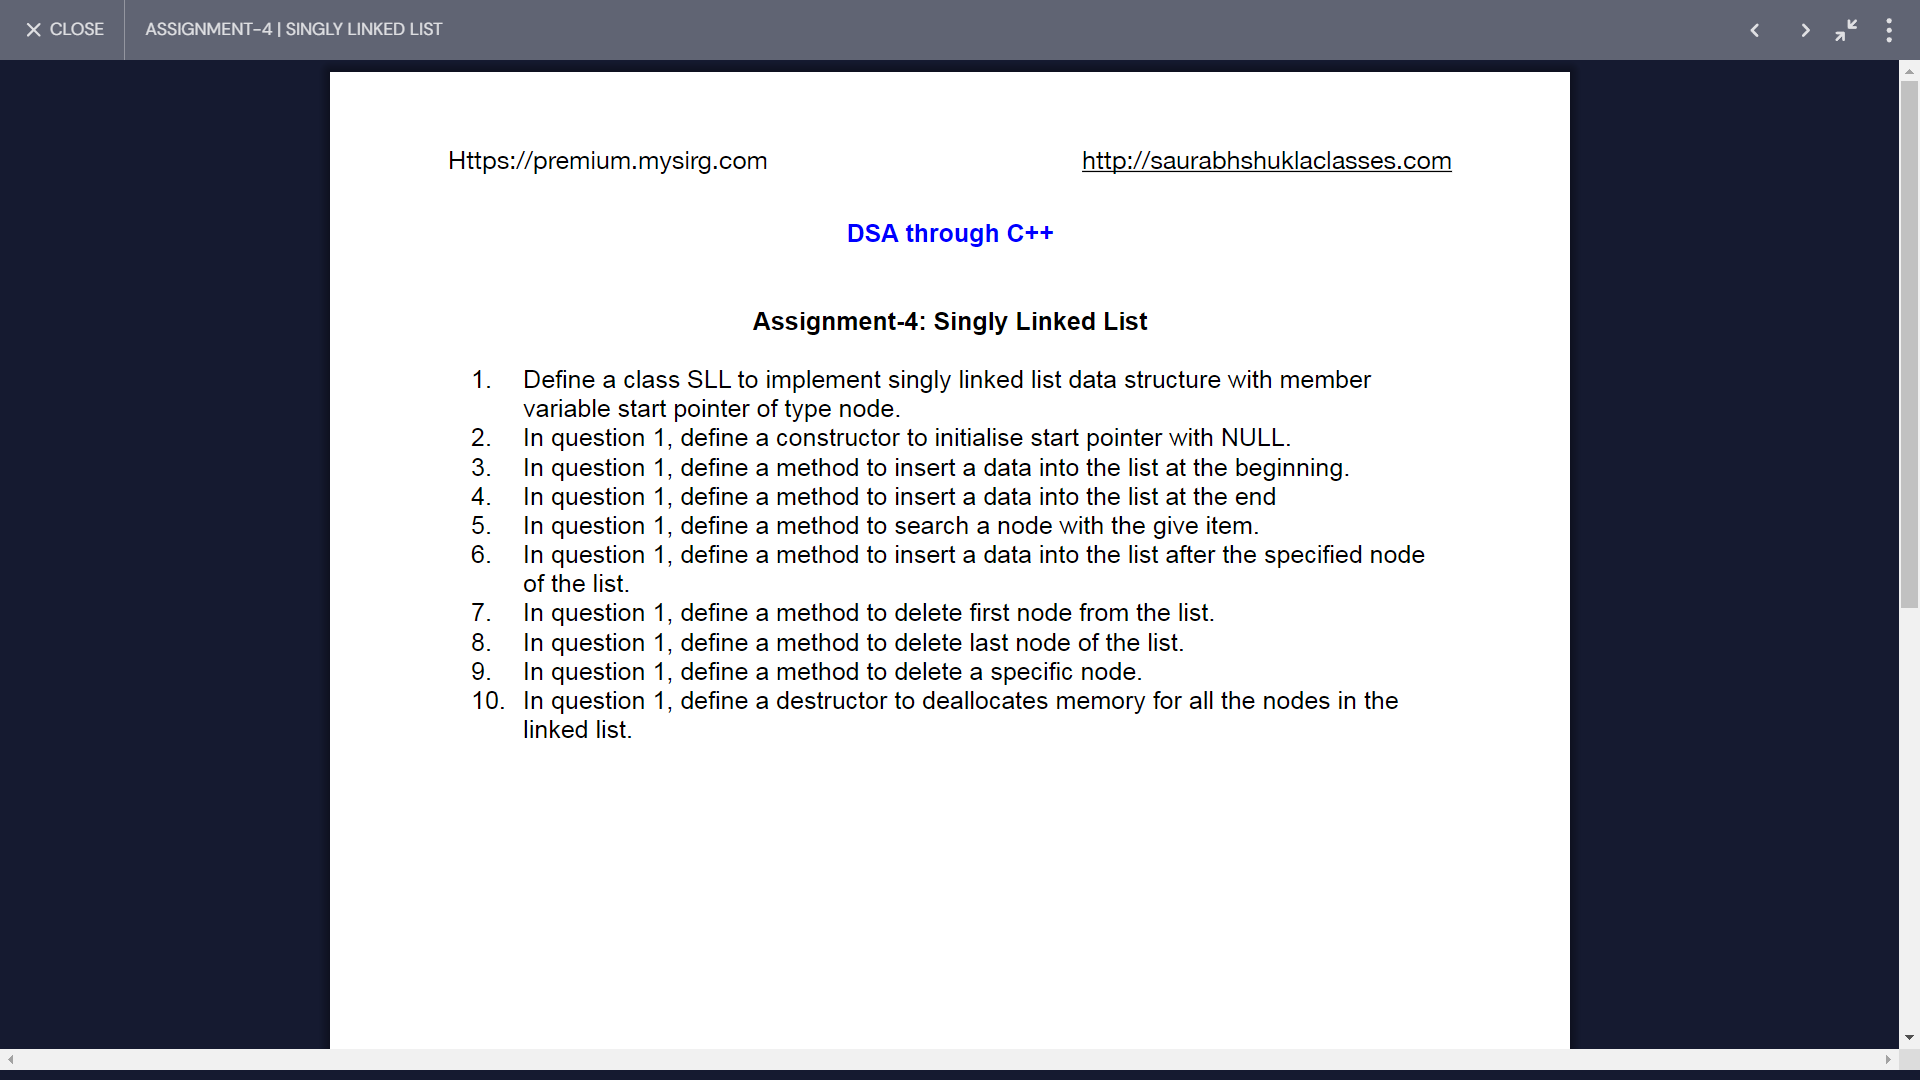 CLOSE
ASSIGNMENT-4 | SINGLY LINKED LIST
Https://premium.mysirg.com
http://saurabhshuklaclasses.com
DSA through C++
Assignment-4: Singly Linked List
1. Define a class SLL to implement singly linked list data structure with member
variable start pointer of type node.
2. In question 1, define a constructor to initialise start pointer with NULL.
3. In question 1, define a method to insert a data into the list at the beginning.
4. In question 1, define a method to insert a data into the list at the end
5. In question 1, define a method to search a node with the give item.
6. In question 1, define a method to insert a data into the list after the specified node
of the list.
7. In question 1, define a method to delete first node from the list.
8. In question 1, define a method to delete last node of the list.
9. In question 1, define a method to delete a specific node.
10. In question 1, define a destructor to deallocates memory for all the nodes in the
linked list.